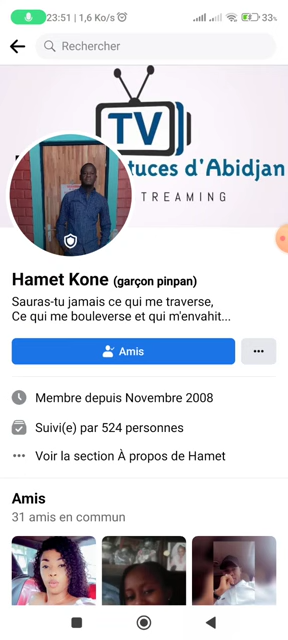 23:51 | 1,6 Ko/s
33%
Rechercher
TV
tuces d'Abidjan
TREAMING
Hamet Kone (garçon pinpan)
Sauras-tu jamais ce qui me traverse,
Ce qui me bouleverse et qui m'envahit...
Amis
Membre depuis Novembre 2008
Suivi(e) par 524 personnes
Voir la section À propos de Hamet
Amis
31 amis en commun